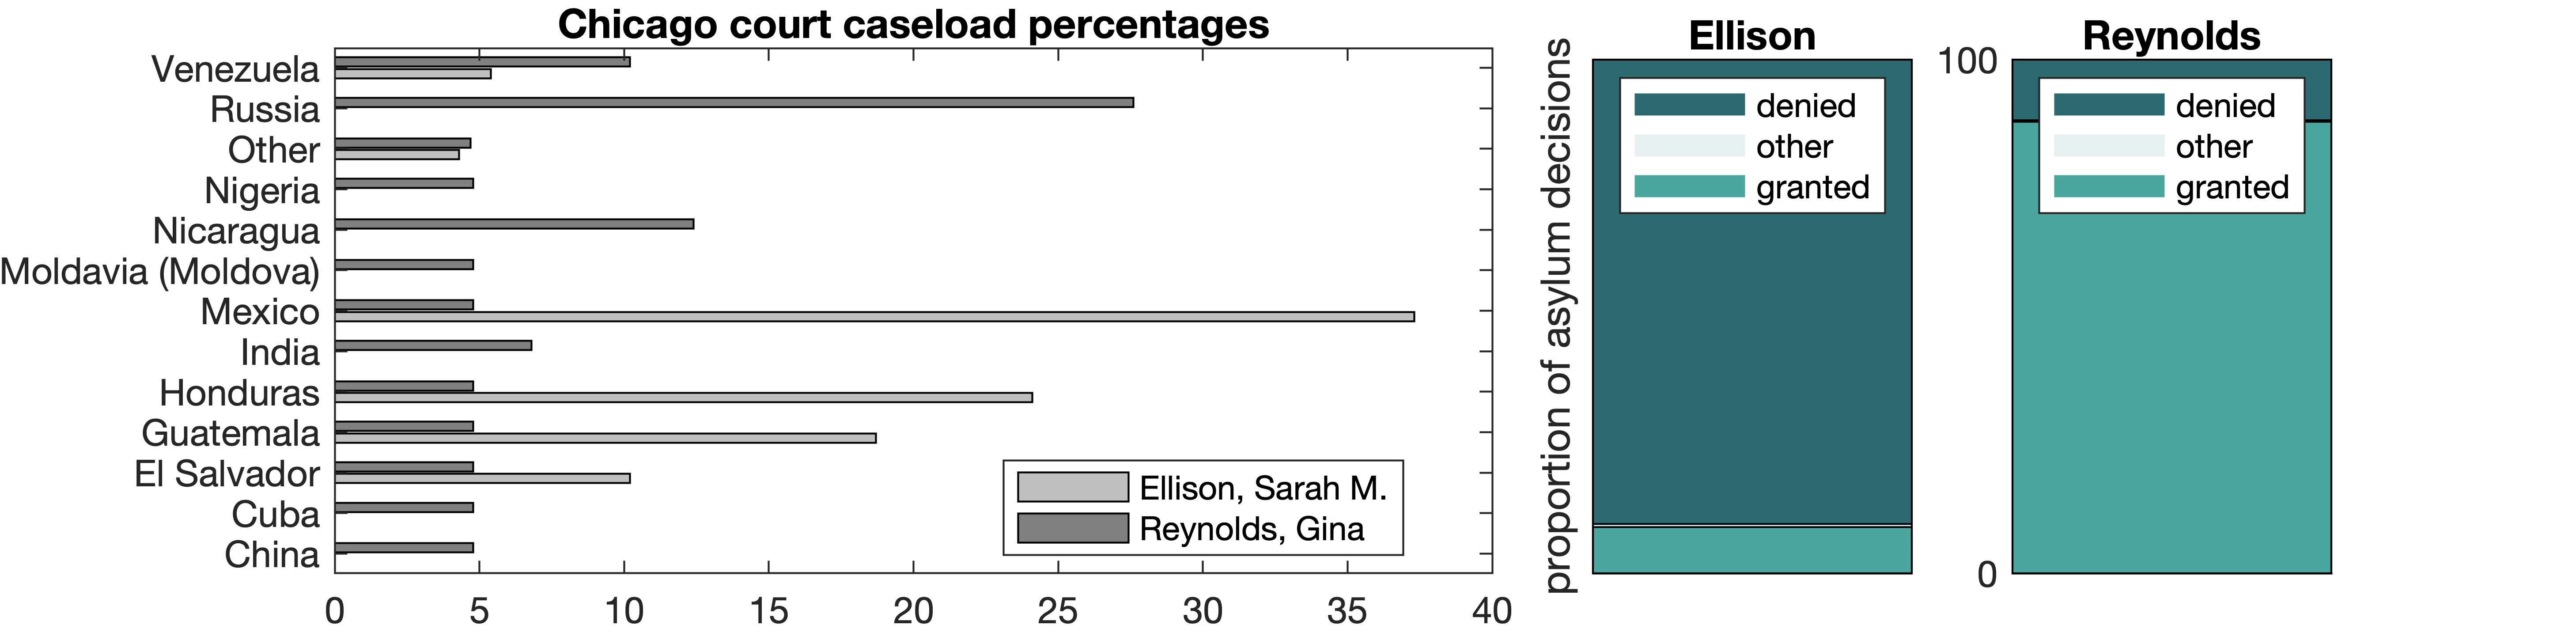 Chicago court caseload percentages
Venezuela
Russia
Other
Nigeria
Nicaragua
Moldavia (Moldova)
Mexico
India
Honduras
Guatemala
El Salvador
Cuba
China
0 5 10 15 20 25 30 35 40
Ellison, Sarah M.
Reynolds, Gina
proportion of asylum decisions
Ellison
denied
other
granted
Reynolds
100
0
denied
other
granted